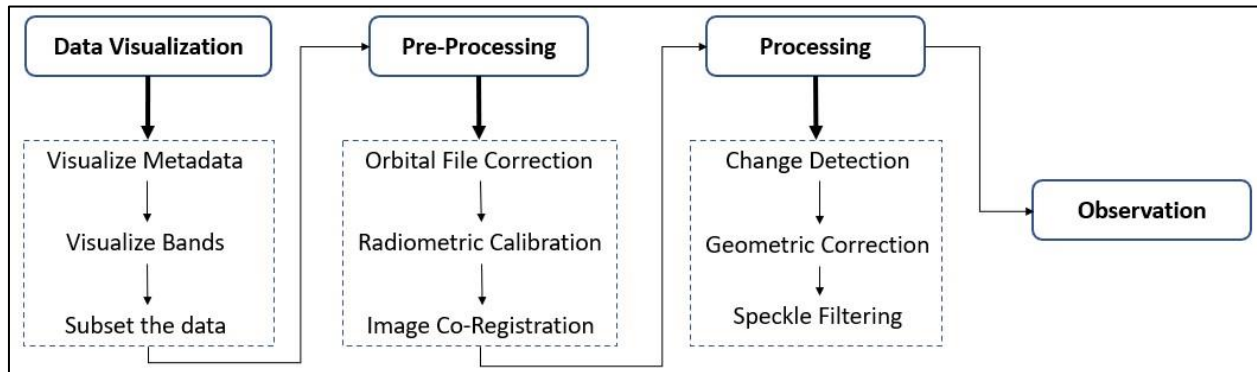 Data Visualization
Visualize Metadata
Visualize Bands
Subset the data
Pre-Processing
Orbital File Correction
Radiometric Calibration
Image Co-Registration
Processing
Change Detection
Geometric Correction
Speckle Filtering
Observation